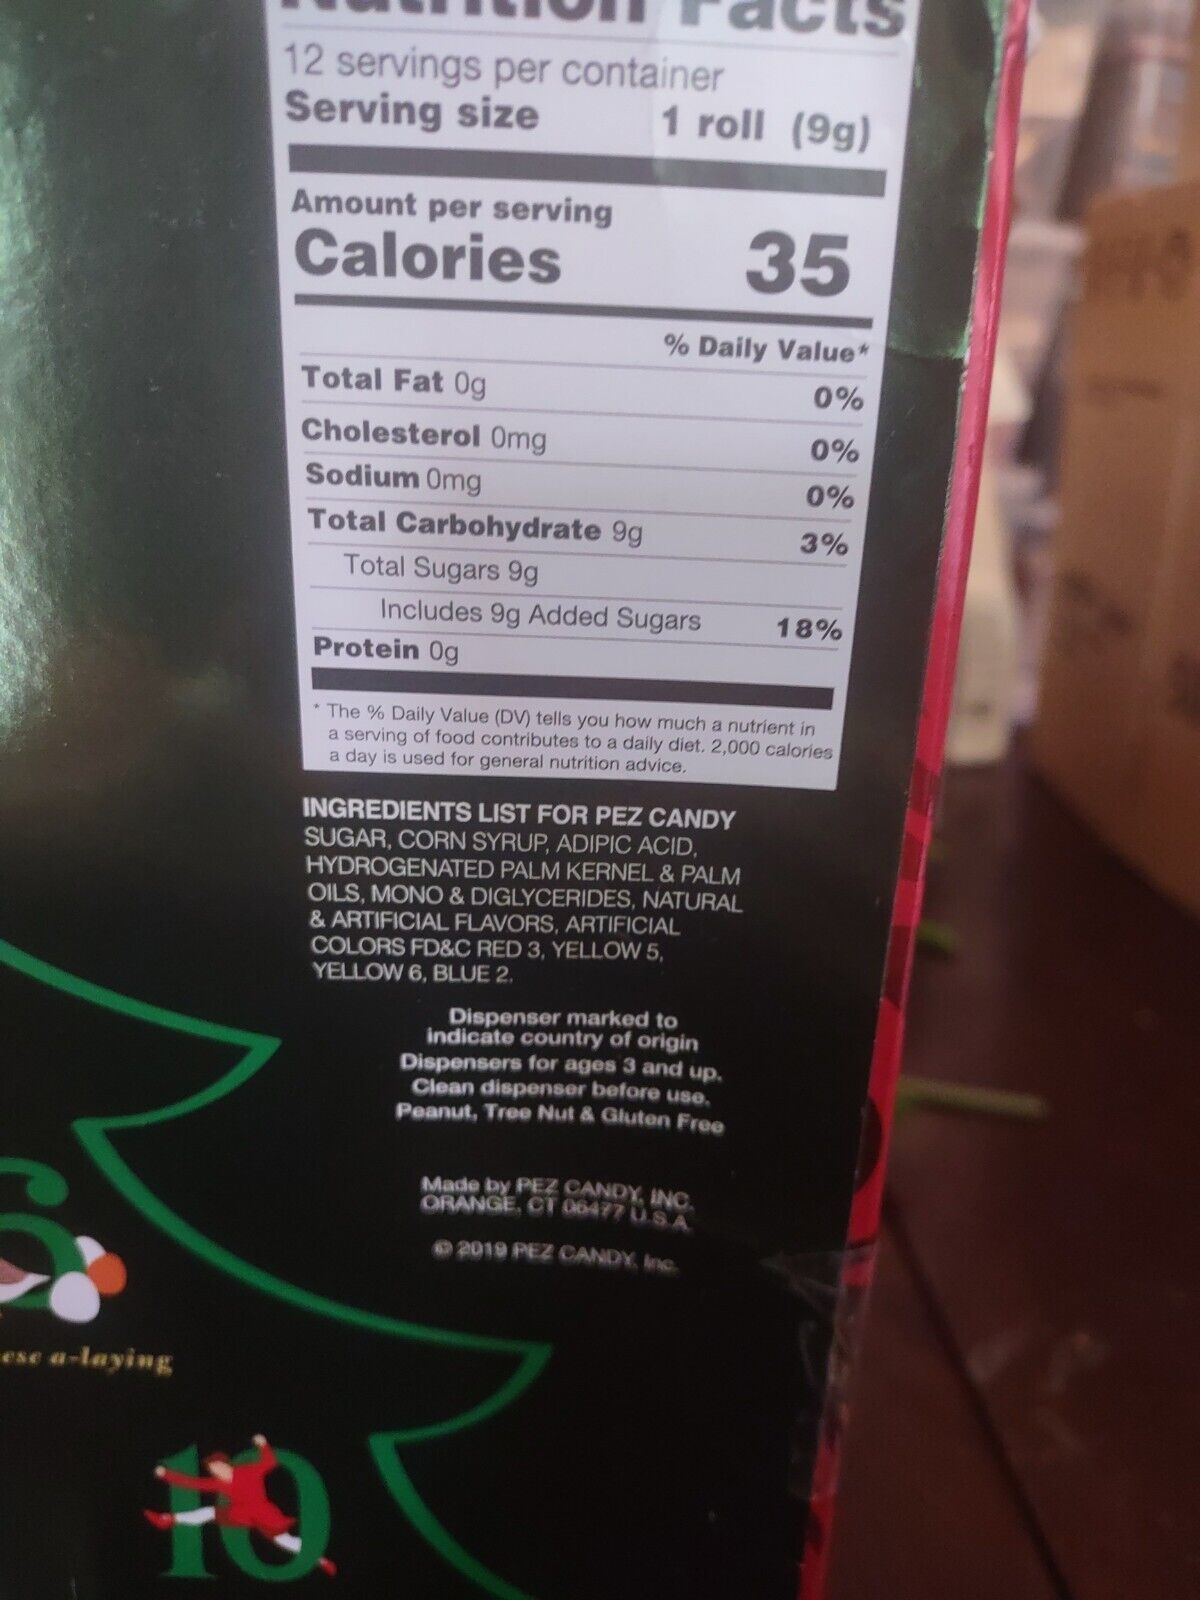 Nutrition Facts
12 servings per container
Serving size 1 roll (9g)
Amount per serving
Calories 35
% Daily Value*
Total Fat 0g 0%
Cholesterol 0mg 0%
Sodium 0mg 0%
Total Carbohydrate 9g 3%
Total Sugars 9g
Includes 9g Added Sugars 18%
Protein 0g
* The % Daily Value (DV) tells you how much a nutrient in
a serving of food contributes to a daily diet. 2,000 calories
a day is used for general nutrition advice.
INGREDIENTS LIST FOR PEZ CANDY
SUGAR, CORN SYRUP, ADIPIC ACID,
HYDROGENATED PALM KERNEL & PALM
OILS, MONO & DIGLYCERIDES, NATURAL
& ARTIFICIAL FLAVORS, ARTIFICIAL
COLORS FD&C RED 3, YELLOW 5,
YELLOW 6, BLUE 2.
Dispenser marked to
indicate country of origin
Dispensers for ages 3 and up.
Clean dispenser before use.
Peanut, Tree Nut & Gluten Free
Made by PEZ CANDY, INC.
ORANGE, CT 06477 U.S.A.
© 2019 PEZ CANDY, Inc.
6
ese a-laying
10